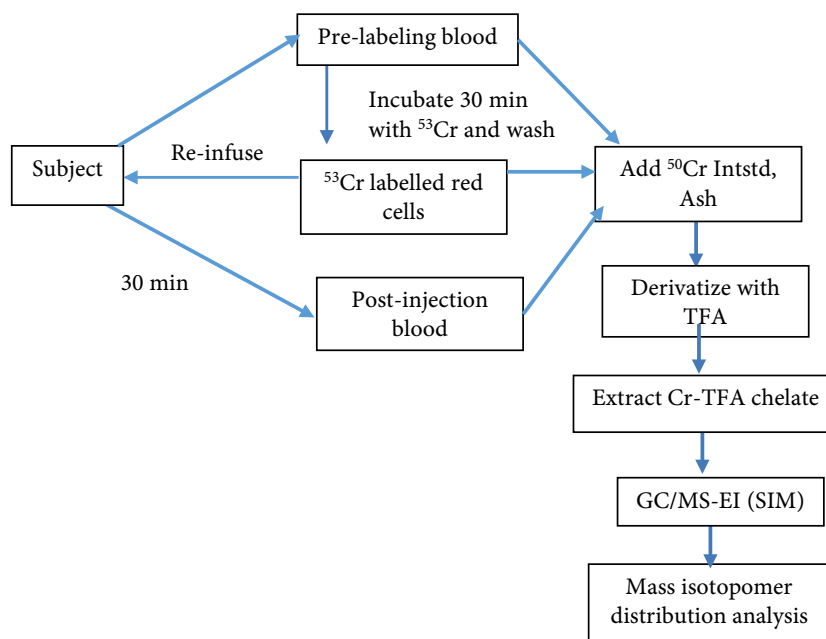 Pre-labeling blood
Incubate 30 min
with ⁵³Cr and wash
Subject
Re-infuse
⁵³Cr labelled red
cells
Add ⁵⁰Cr Intstd,
Ash
30 min
Post-injection
blood
Derivatize with
TFA
Extract Cr-TFA chelate
GC/MS-EI (SIM)
Mass isotopomer
distribution analysis